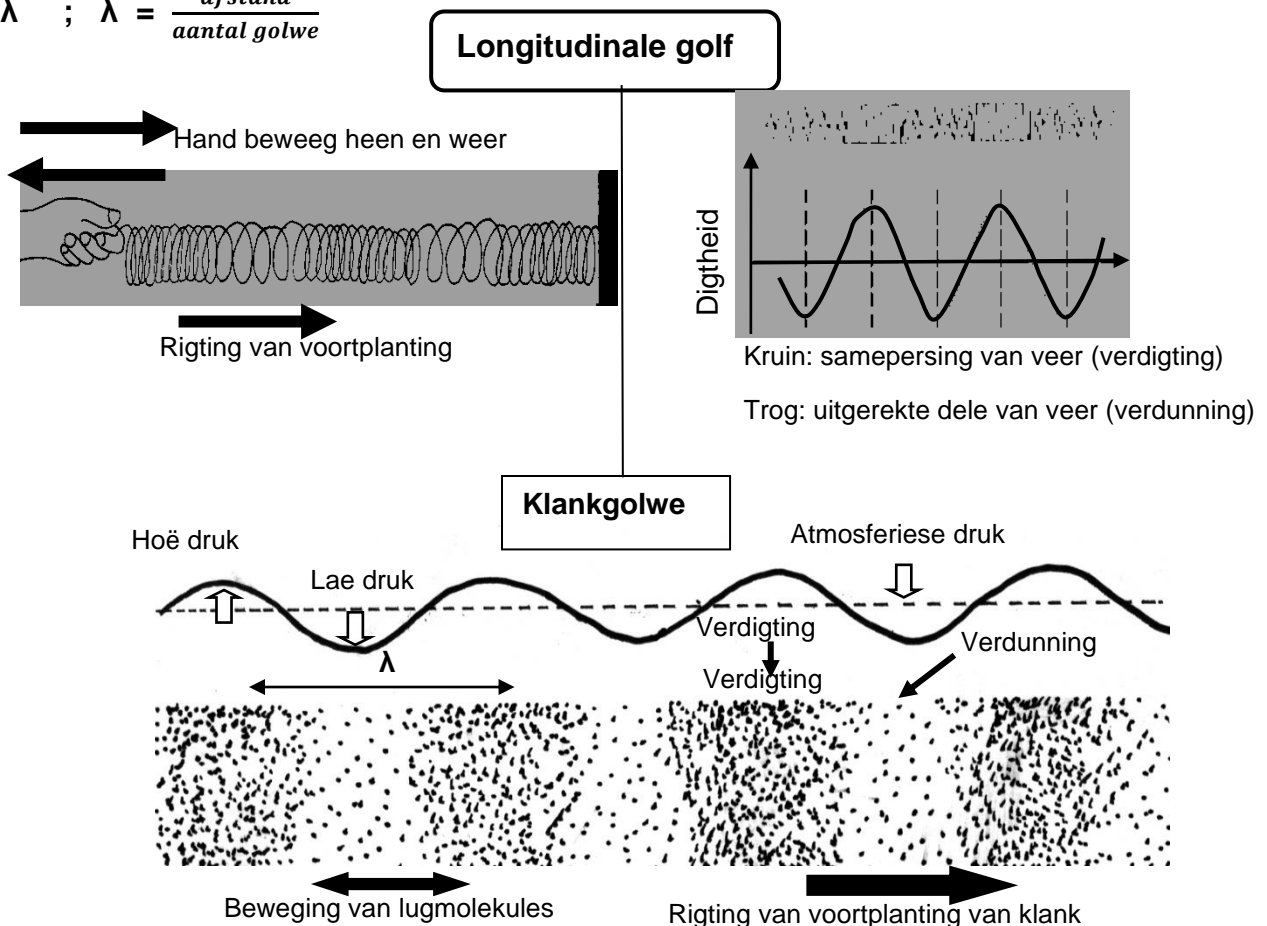 λ ; λ = afstand
aantal golwe
Longitudinale golf
Hand beweeg heen en weer
Rigting van voortplanting
Digtheid
Kruin: samepersing van veer (verdigting)
Trog: uitgerekte dele van veer (verdunning)
Klankgolwe
Hoë druk
Lae druk
Atmosferiese druk
λ
Verdigting
Verdunning
Verdigting
Beweging van lugmolekules
Rigting van voortplanting van klank